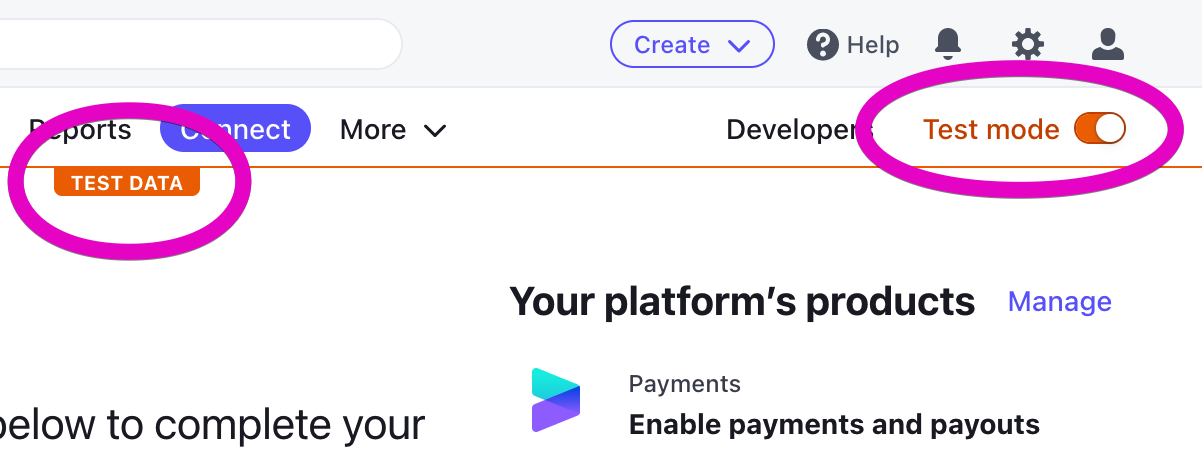 Create
Help
Reports
Connect
More
Developers
Test mode
TEST DATA
Your platform’s products
Manage
Payments
below to complete your
Enable payments and payouts